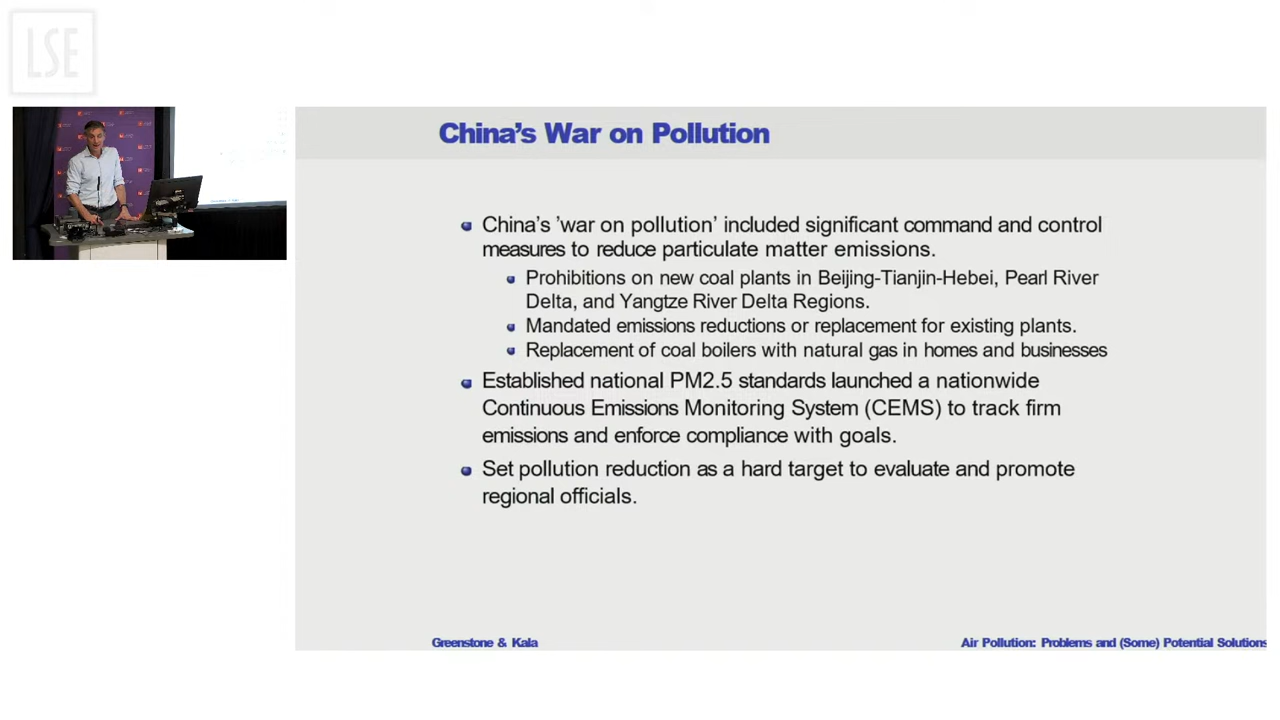 LSE
China's War on Pollution
China's 'war on pollution' included significant command and control
measures to reduce particulate matter emissions.
Prohibitions on new coal plants in Beijing-Tianjin-Hebei, Pearl River
Delta, and Yangtze River Delta Regions.
Mandated emissions reductions or replacement for existing plants.
Replacement of coal boilers with natural gas in homes and businesses
Established national PM2.5 standards launched a nationwide
Continuous Emissions Monitoring System (CEMS) to track firm
emissions and enforce compliance with goals.
Set pollution reduction as a hard target to evaluate and promote
regional officials.
Greenstone & Kala
Air Pollution: Problems and (Some) Potential Solutions